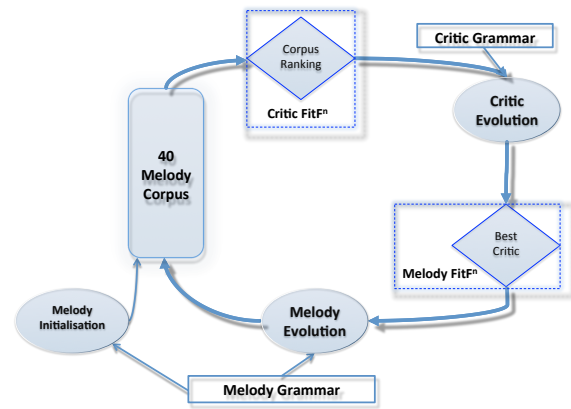 Corpus
Ranking
Critic FitFⁿ
Critic Grammar
Critic
Evolution
40
Melody
Corpus
Best
Critic
Melody FitFⁿ
Melody
Initialisation
Melody
Evolution
Melody Grammar